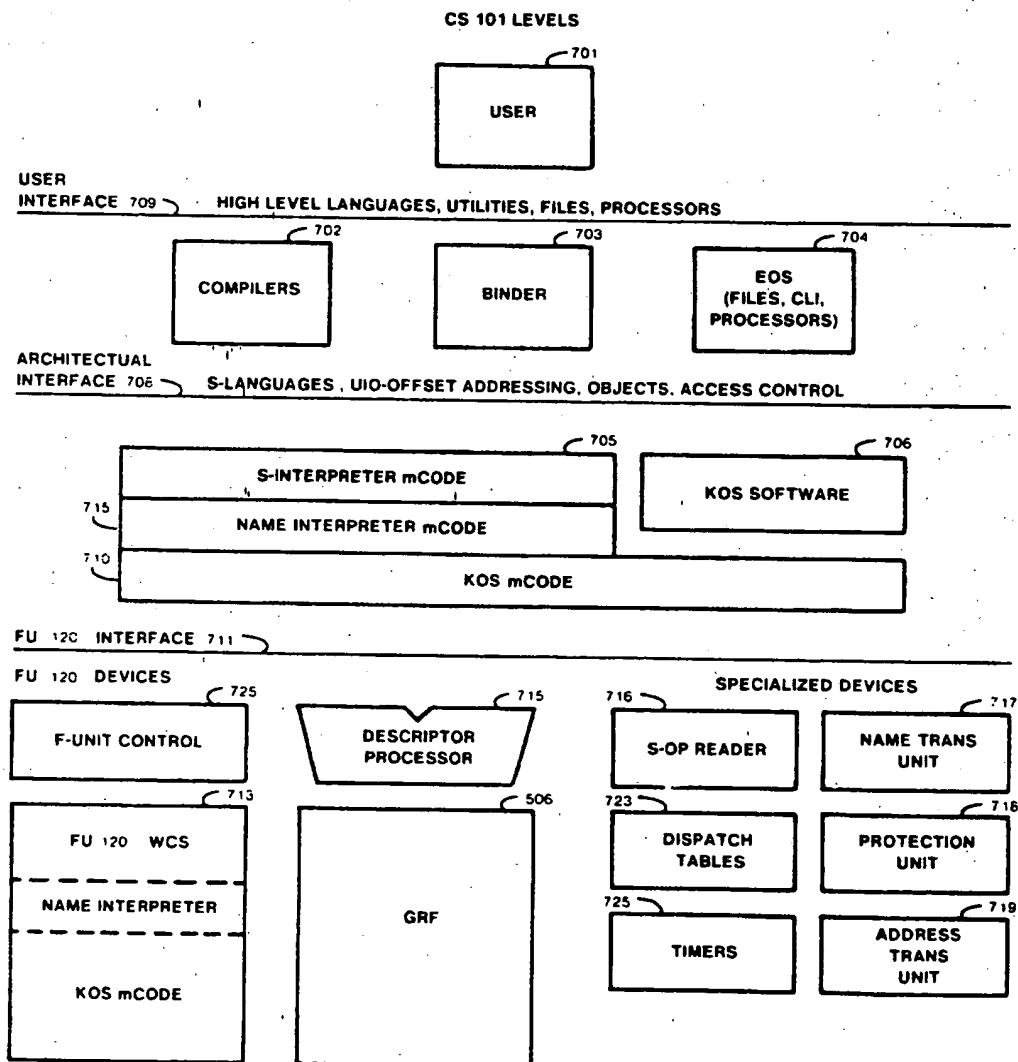 CS 101 LEVELS
701
USER
USER
INTERFACE 709 HIGH LEVEL LANGUAGES, UTILITIES, FILES, PROCESSORS
702
703
704
COMPILERS
BINDER
EOS
(FILES, CLI,
PROCESSORS)
ARCHITECTUAL
INTERFACE 708 S-LANGUAGES, UIO-OFFSET ADDRESSING, OBJECTS, ACCESS CONTROL
705
706
S-INTERPRETER mCODE
KOS SOFTWARE
715
NAME INTERPRETER mCODE
710
KOS mCODE
FU 120 INTERFACE 711
FU 120 DEVICES
SPECIALIZED DEVICES
725
715
716
717
F-UNIT CONTROL
DESCRIPTOR
PROCESSOR
S-OP READER
NAME TRANS
UNIT
713
506
723
718
FU 120 WCS
DISPATCH
TABLES
PROTECTION
UNIT
NAME INTERPRETER
GRF
725
719
TIMERS
ADDRESS
TRANS
UNIT
KOS mCODE